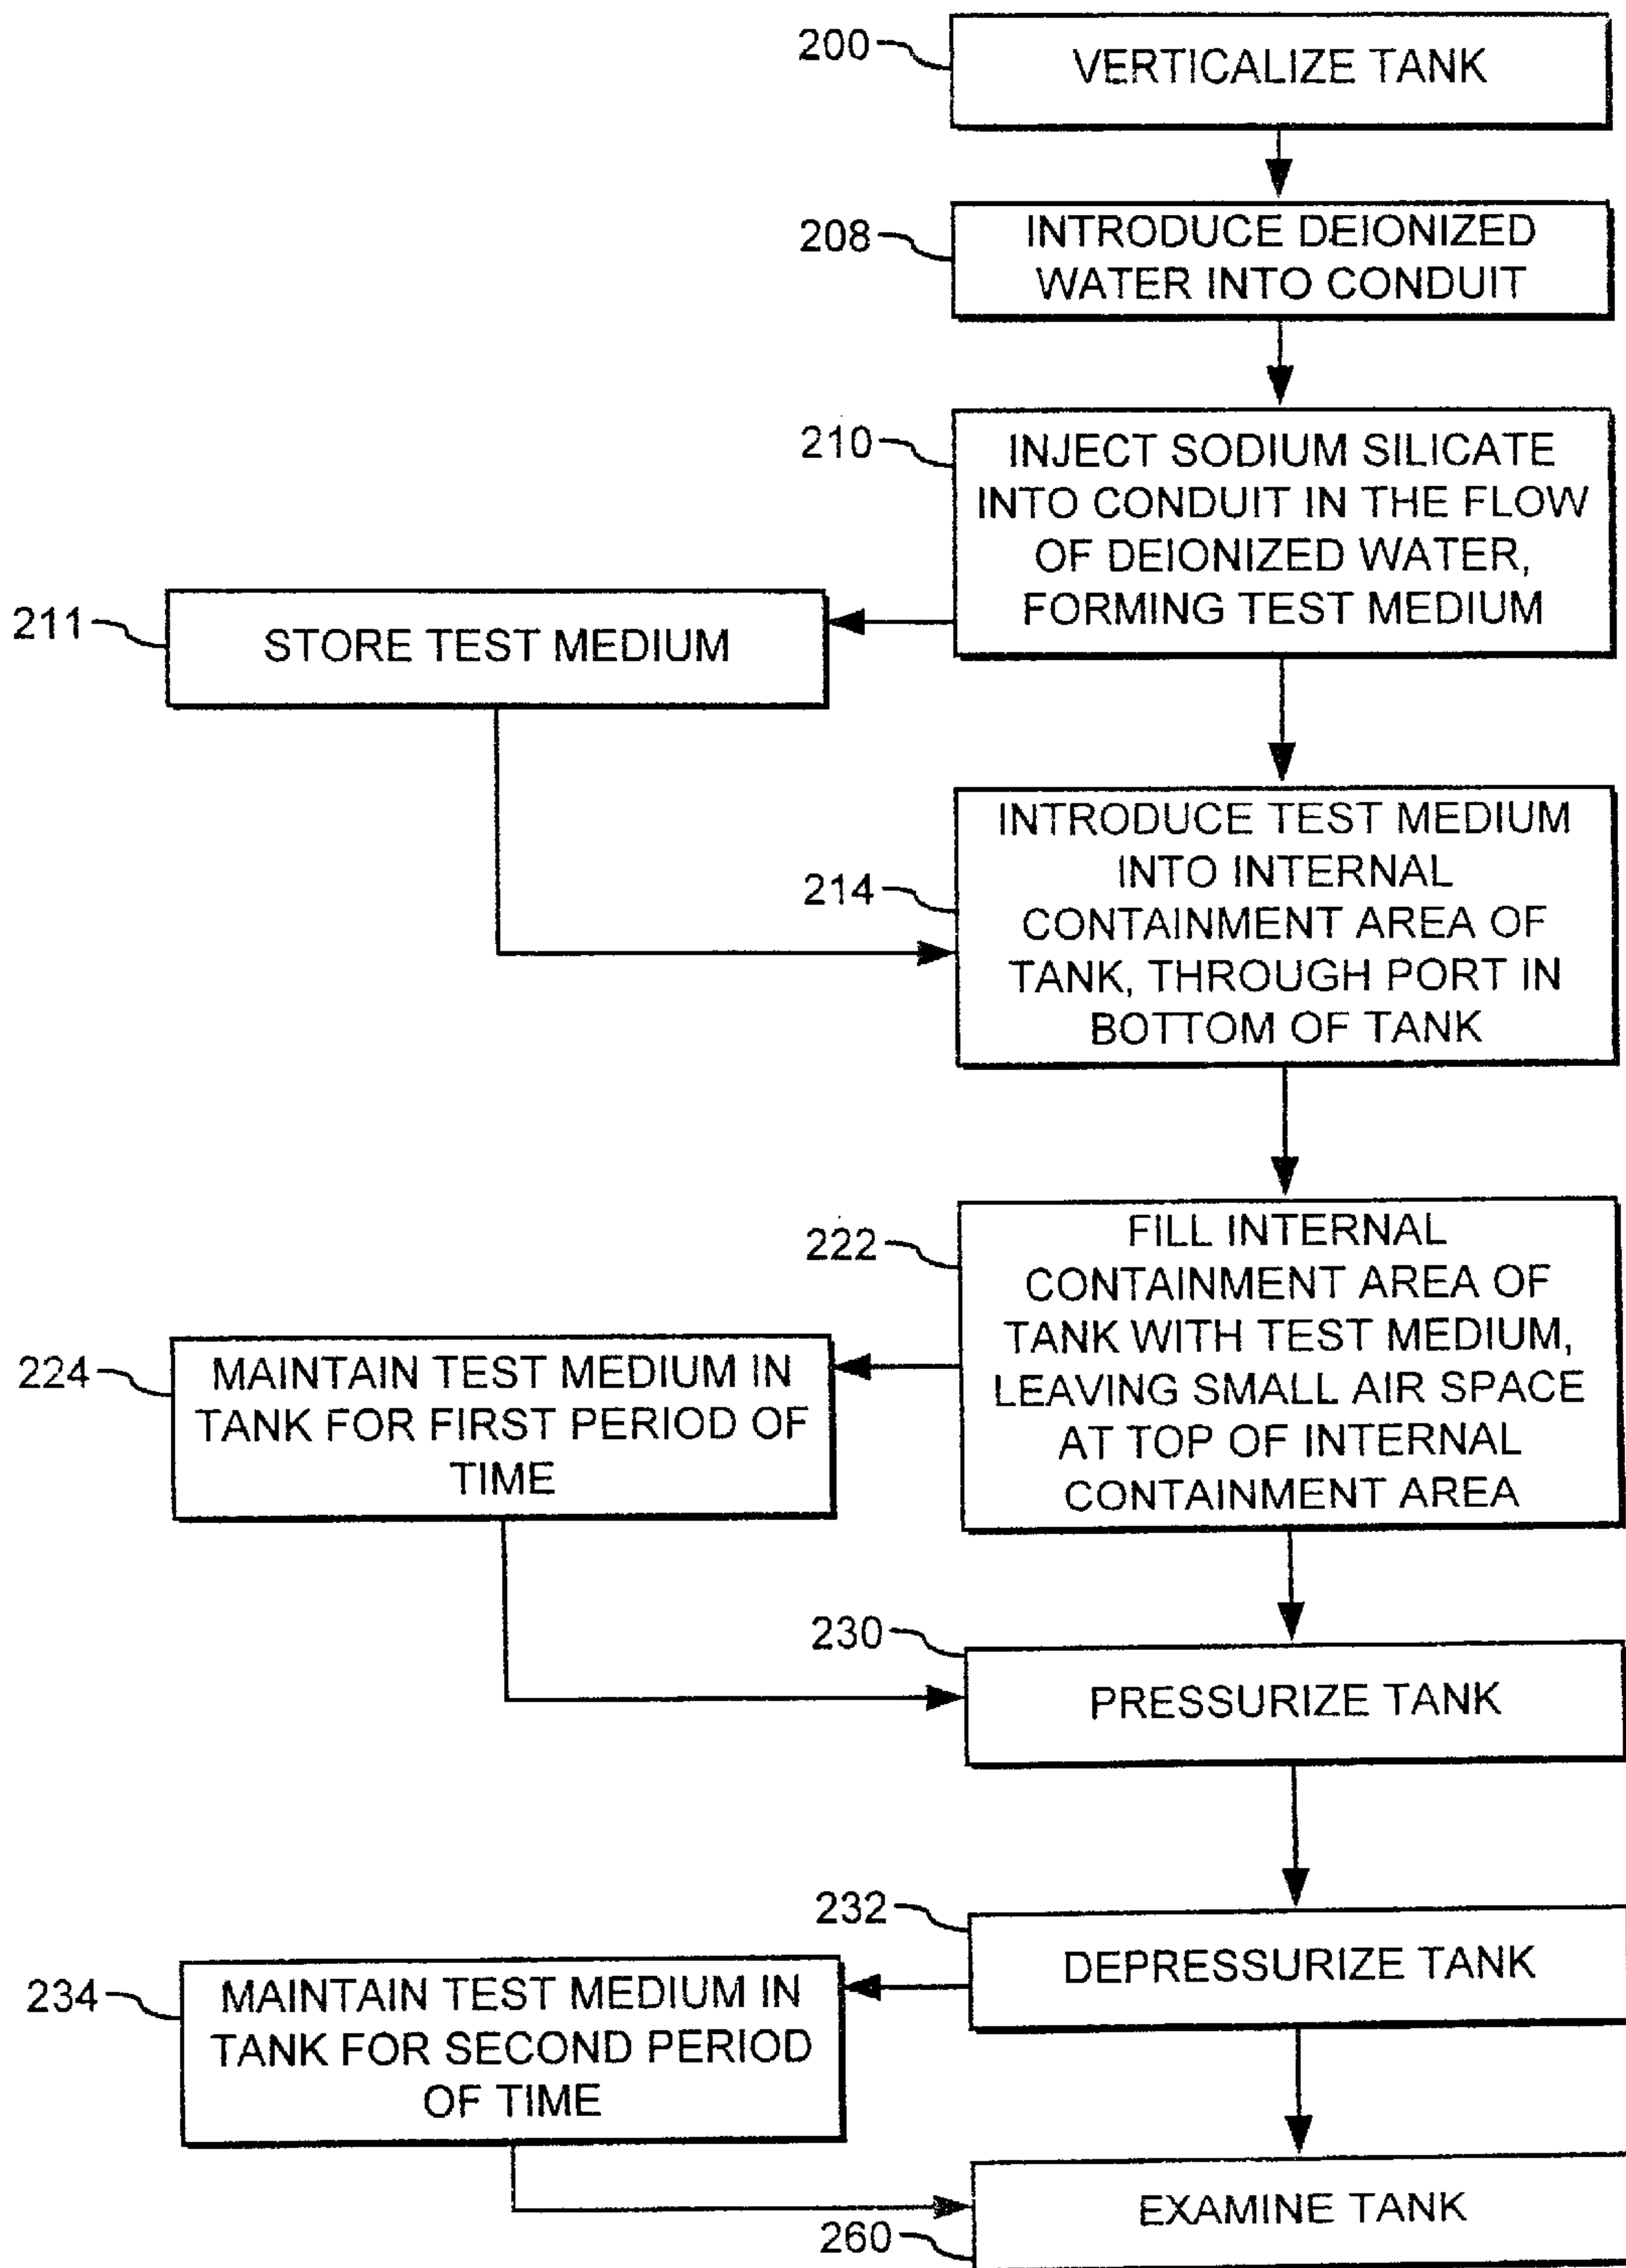 200
VERTICALIZE TANK
208
INTRODUCE DEIONIZED
WATER INTO CONDUIT
210
INJECT SODIUM SILICATE
INTO CONDUIT IN THE FLOW
OF DEIONIZED WATER,
FORMING TEST MEDIUM
211
STORE TEST MEDIUM
214
INTRODUCE TEST MEDIUM
INTO INTERNAL
CONTAINMENT AREA OF
TANK, THROUGH PORT IN
BOTTOM OF TANK
222
FILL INTERNAL
CONTAINMENT AREA OF
TANK WITH TEST MEDIUM,
LEAVING SMALL AIR SPACE
AT TOP OF INTERNAL
CONTAINMENT AREA
224
MAINTAIN TEST MEDIUM IN
TANK FOR FIRST PERIOD OF
TIME
230
PRESSURIZE TANK
232
DEPRESSURIZE TANK
234
MAINTAIN TEST MEDIUM IN
TANK FOR SECOND PERIOD
OF TIME
EXAMINE TANK
260